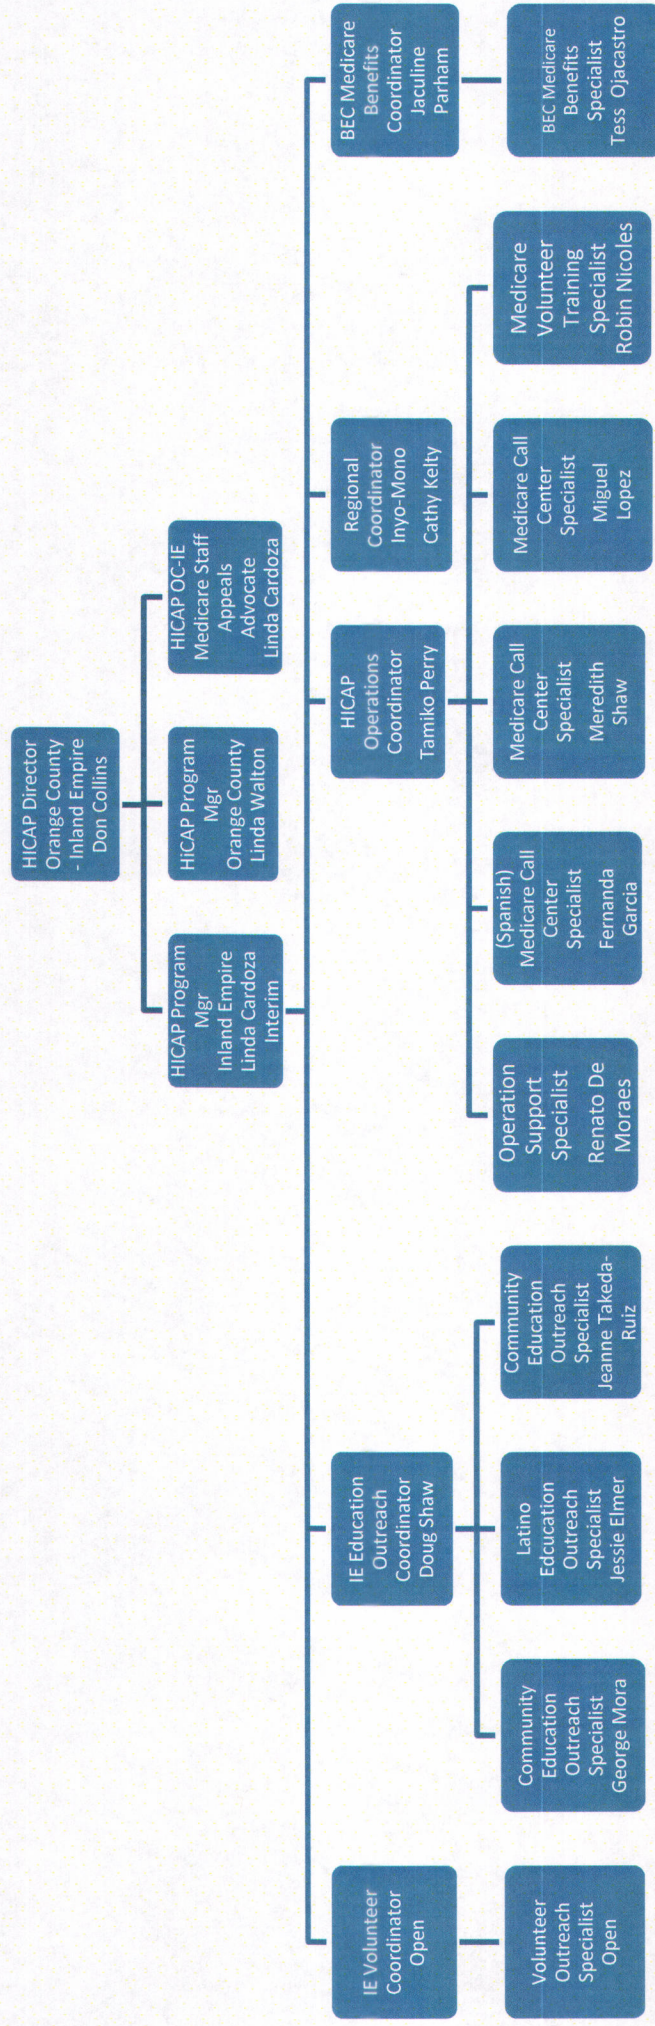 HICAP Director
Orange County
- Inland Empire
Don Collins
HICAP Program
Mgr
Inland Empire
Linda Cardoza
Interim
HiCAP Program
Mgr
Orange County
Linda Walton
HICAP OC-IE
Medicare Staff
Appeals
Advocate
Linda Cardoza
IE Volunteer
Coordinator
Open
IE Education
Outreach
Coordinator
Doug Shaw
HICAP
Operations
Coordinator
Tamiko Perry
Regional
Coordinator
Inyo-Mono
Cathy Kelty
BEC Medicare
Benefits
Coordinator
Jaculine
Parham
Volunteer
Outreach
Specialist
Open
Community
Education
Outreach
Specialist
George Mora
Latino
Edcucation
Outreach
Specialist
Jessie Elmer
Community
Education
Outreach
Specialist
Jeanne Takeda-
Ruiz
Operation
Support
Specialist
Renato De
Moraes
(Spanish)
Medicare Call
Center
Specialist
Fernanda
Garcia
Medicare Call
Center
Specialist
Meredith
Shaw
Medicare Call
Center
Specialist
Miguel
Lopez
Medicare
Volunteer
Training
Specialist
Robin Nicoles
BEC Medicare
Benefits
Specialist
Tess Ojacastro